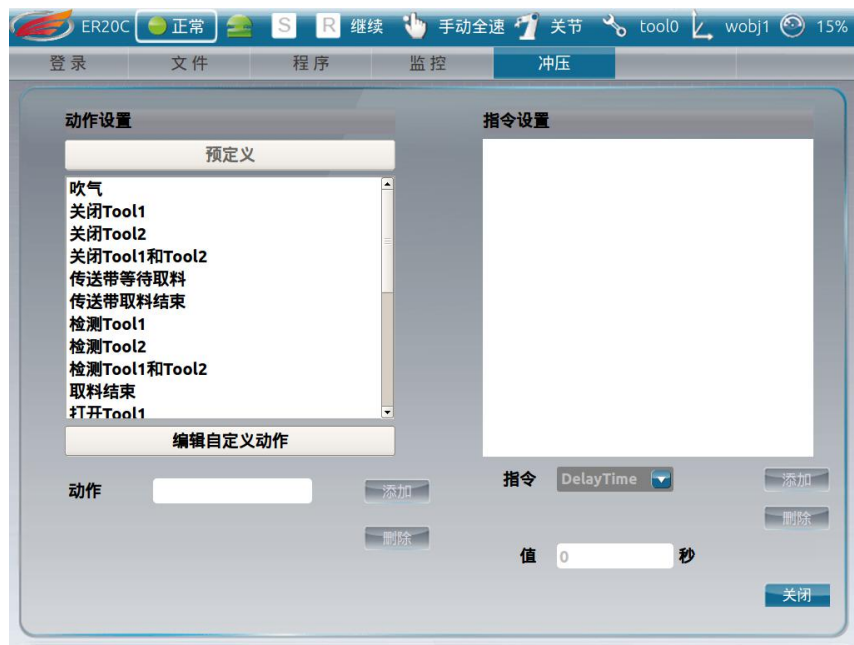 ER20C 正常 S R 继续 手动全速 关节 tool0 wobj1 15%
登录 文件 程序 监控 冲压
动作设置 指令设置
预定义
吹气
关闭Tool1
关闭Tool2
关闭Tool1和Tool2
传送带等待取料
传送带取料结束
检测Tool1
检测Tool2
检测Tool1和Tool2
取料结束
打开Tool1
编辑自定义动作
指令 DelayTime 添加
动作 添加
删除
删除
值 0 秒
关闭